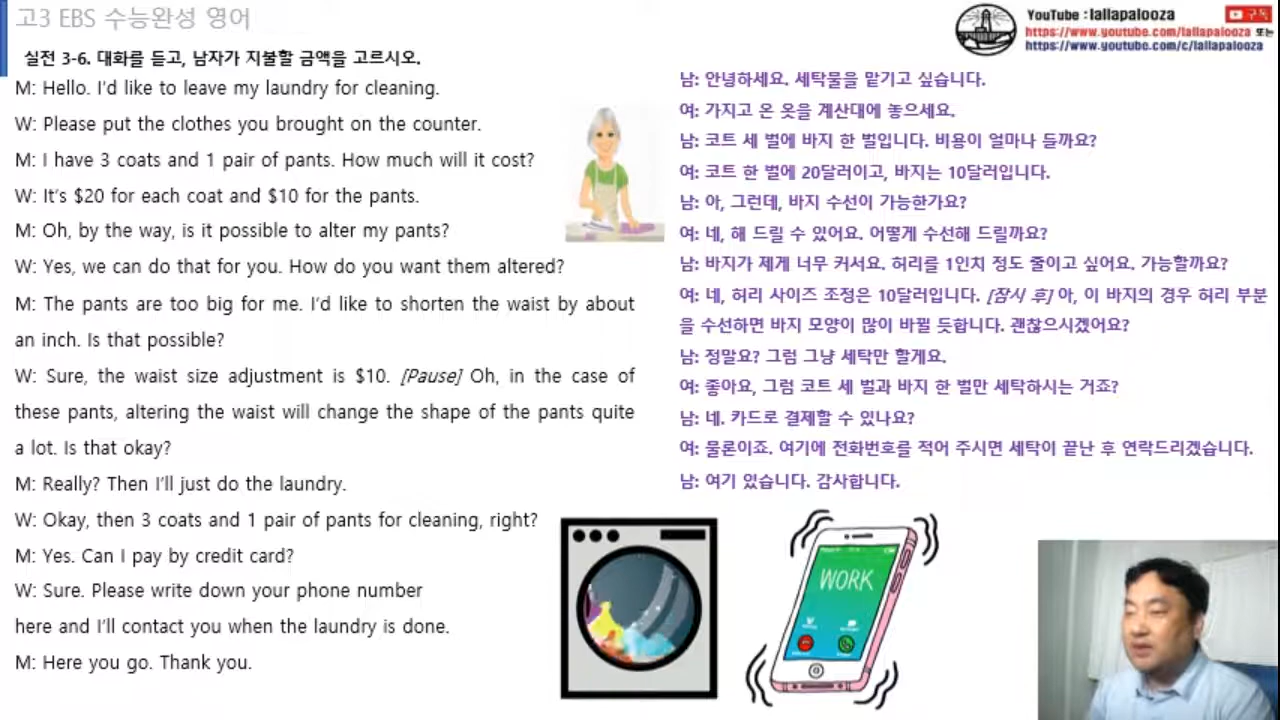 고3 EBS 수능완성 영어
YouTube : lallapalooza
구독
https://www.youtube.com/lallapalooza 또는
https://www.youtube.com/c/lallapalooza
실전 3-6. 대화를 듣고, 남자가 지불할 금액을 고르시오.
M: Hello. I'd like to leave my laundry for cleaning.
W: Please put the clothes you brought on the counter.
M: I have 3 coats and 1 pair of pants. How much will it cost?
W: It's $20 for each coat and $10 for the pants.
M: Oh, by the way, is it possible to alter my pants?
W: Yes, we can do that for you. How do you want them altered?
M: The pants are too big for me. I'd like to shorten the waist by about
an inch. Is that possible?
W: Sure, the waist size adjustment is $10. [Pause] Oh, in the case of
these pants, altering the waist will change the shape of the pants quite
a lot. Is that okay?
M: Really? Then I'll just do the laundry.
W: Okay, then 3 coats and 1 pair of pants for cleaning, right?
M: Yes. Can I pay by credit card?
W: Sure. Please write down your phone number
here and I'll contact you when the laundry is done.
M: Here you go. Thank you.
남: 안녕하세요. 세탁물을 맡기고 싶습니다.
여: 가지고 온 옷을 계산대에 놓으세요.
남: 코트 세 벌에 바지 한 벌입니다. 비용이 얼마나 들까요?
여: 코트 한 벌에 20달러이고, 바지는 10달러입니다.
남: 아, 그런데, 바지 수선이 가능한가요?
여: 네, 해 드릴 수 있어요. 어떻게 수선해 드릴까요?
남: 바지가 제게 너무 커서요. 허리를 1인치 정도 줄이고 싶어요. 가능할까요?
여: 네, 허리 사이즈 조정은 10달러입니다. [잠시 후] 아, 이 바지의 경우 허리 부분
을 수선하면 바지 모양이 많이 바뀔 듯합니다. 괜찮으시겠어요?
남: 정말요? 그럼 그냥 세탁만 할게요.
여: 좋아요, 그럼 코트 세 벌과 바지 한 벌만 세탁하시는 거죠?
남: 네. 카드로 결제할 수 있나요?
여: 물론이죠. 여기에 전화번호를 적어 주시면 세탁이 끝난 후 연락드리겠습니다.
남: 여기 있습니다. 감사합니다.
WORK